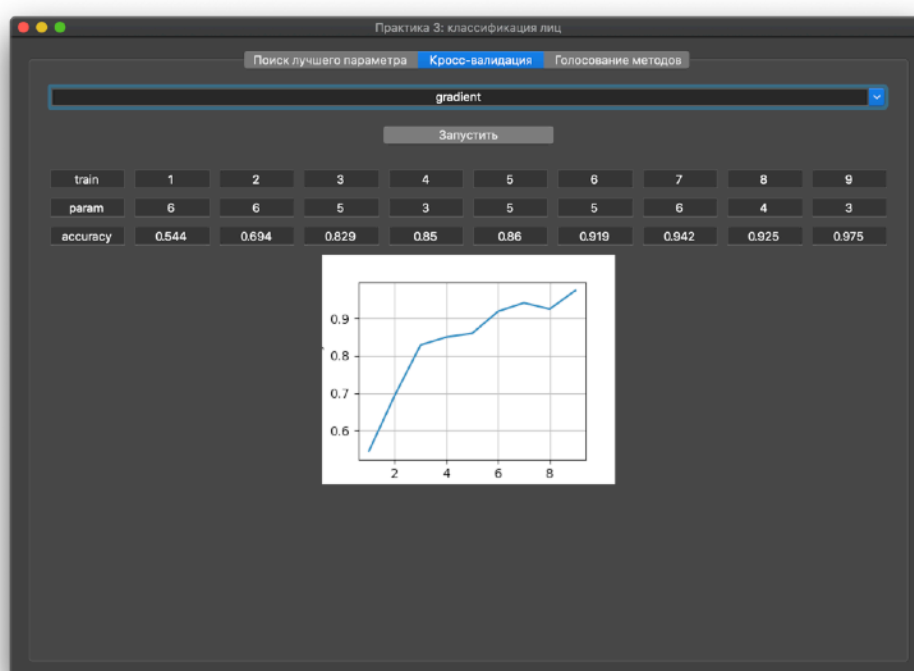 Практика 3: классификация лиц
Поиск лучшего параметра Кросс-валидация Голосование методов
gradient
Запустить
train 1 2 3 4 5 6 7 8 9
param 6 6 5 3 5 5 6 4 3
accuracy 0.544 0.694 0.829 0.85 0.86 0.919 0.942 0.925 0.975
0.9
0.8
0.7
0.6
2 4 6 8